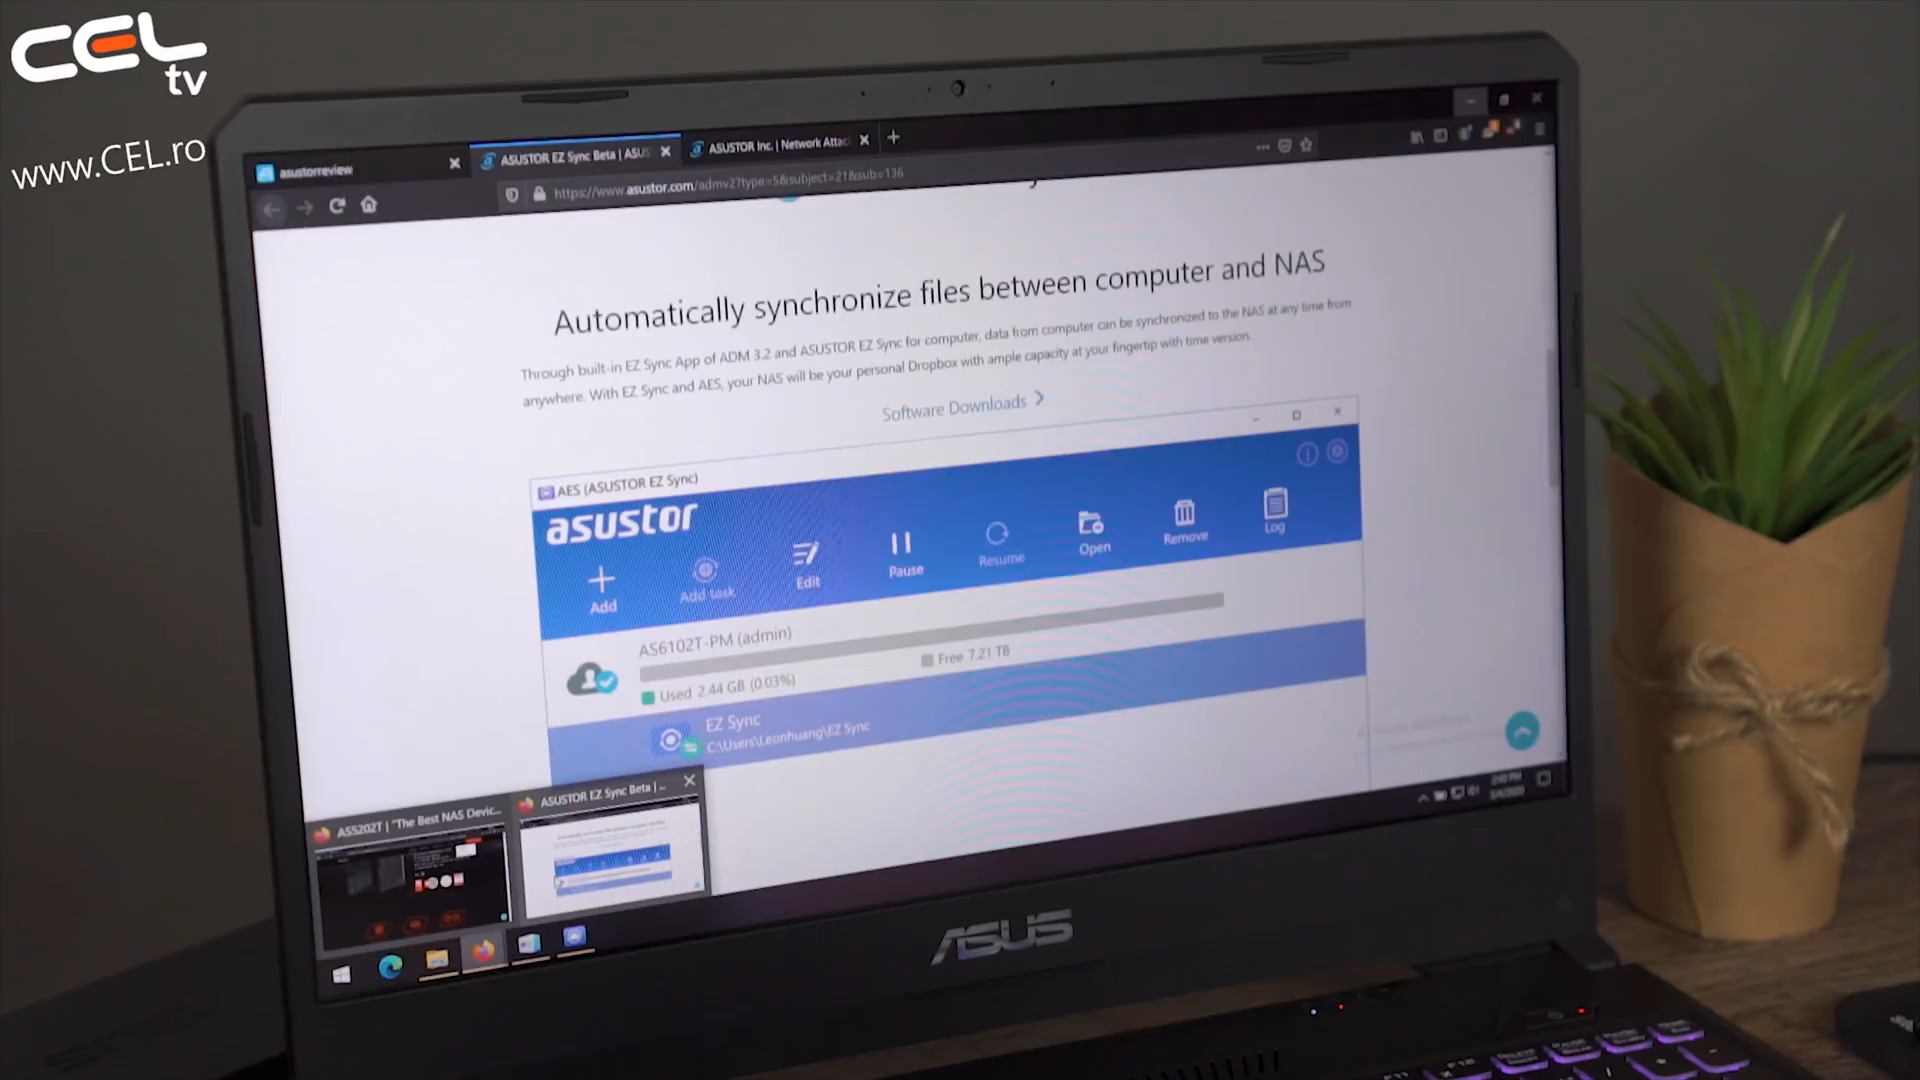 CEL
tv
www.CEL.ro
asustorreview
ASUSTOR EZ Sync Beta | ASUS
ASUSTOR Inc. | Network Attac
https://www.asustor.com/admv2?type=5&subject=21&sub=136
Automatically synchronize files between computer and NAS
Through built-in EZ Sync App of ADM 3.2 and ASUSTOR EZ Sync for computer, data from computer can be synchronized to the NAS at any time from
anywhere. With EZ Sync and AES, your NAS will be your personal Dropbox with ample capacity at your fingertip with time version.
Software Downloads
AES (ASUSTOR EZ Sync)
asustor
Add
Add task
Edit
Pause
Resume
Open
Remove
Log
AS6102T-PM (admin)
Used 2.44 GB (0.03%)
Free 7.21 TB
EZ Sync
C:\Users\Leonhuang\EZ Sync
AS5202T | "The Best NAS Devic...
ASUSTOR EZ Sync Beta | ...
ASUS